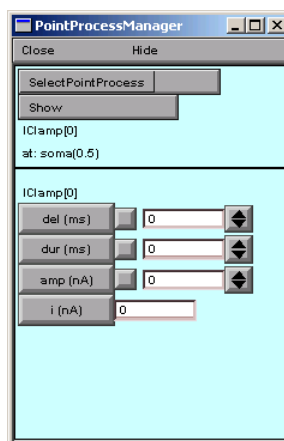 PointProcessManager
Close Hide
SelectPointProcess
Show
IClamp[0]
at: soma(0.5)
IClamp[0]
del (ms) 0
dur (ms) 0
amp (nA) 0
i (nA) 0